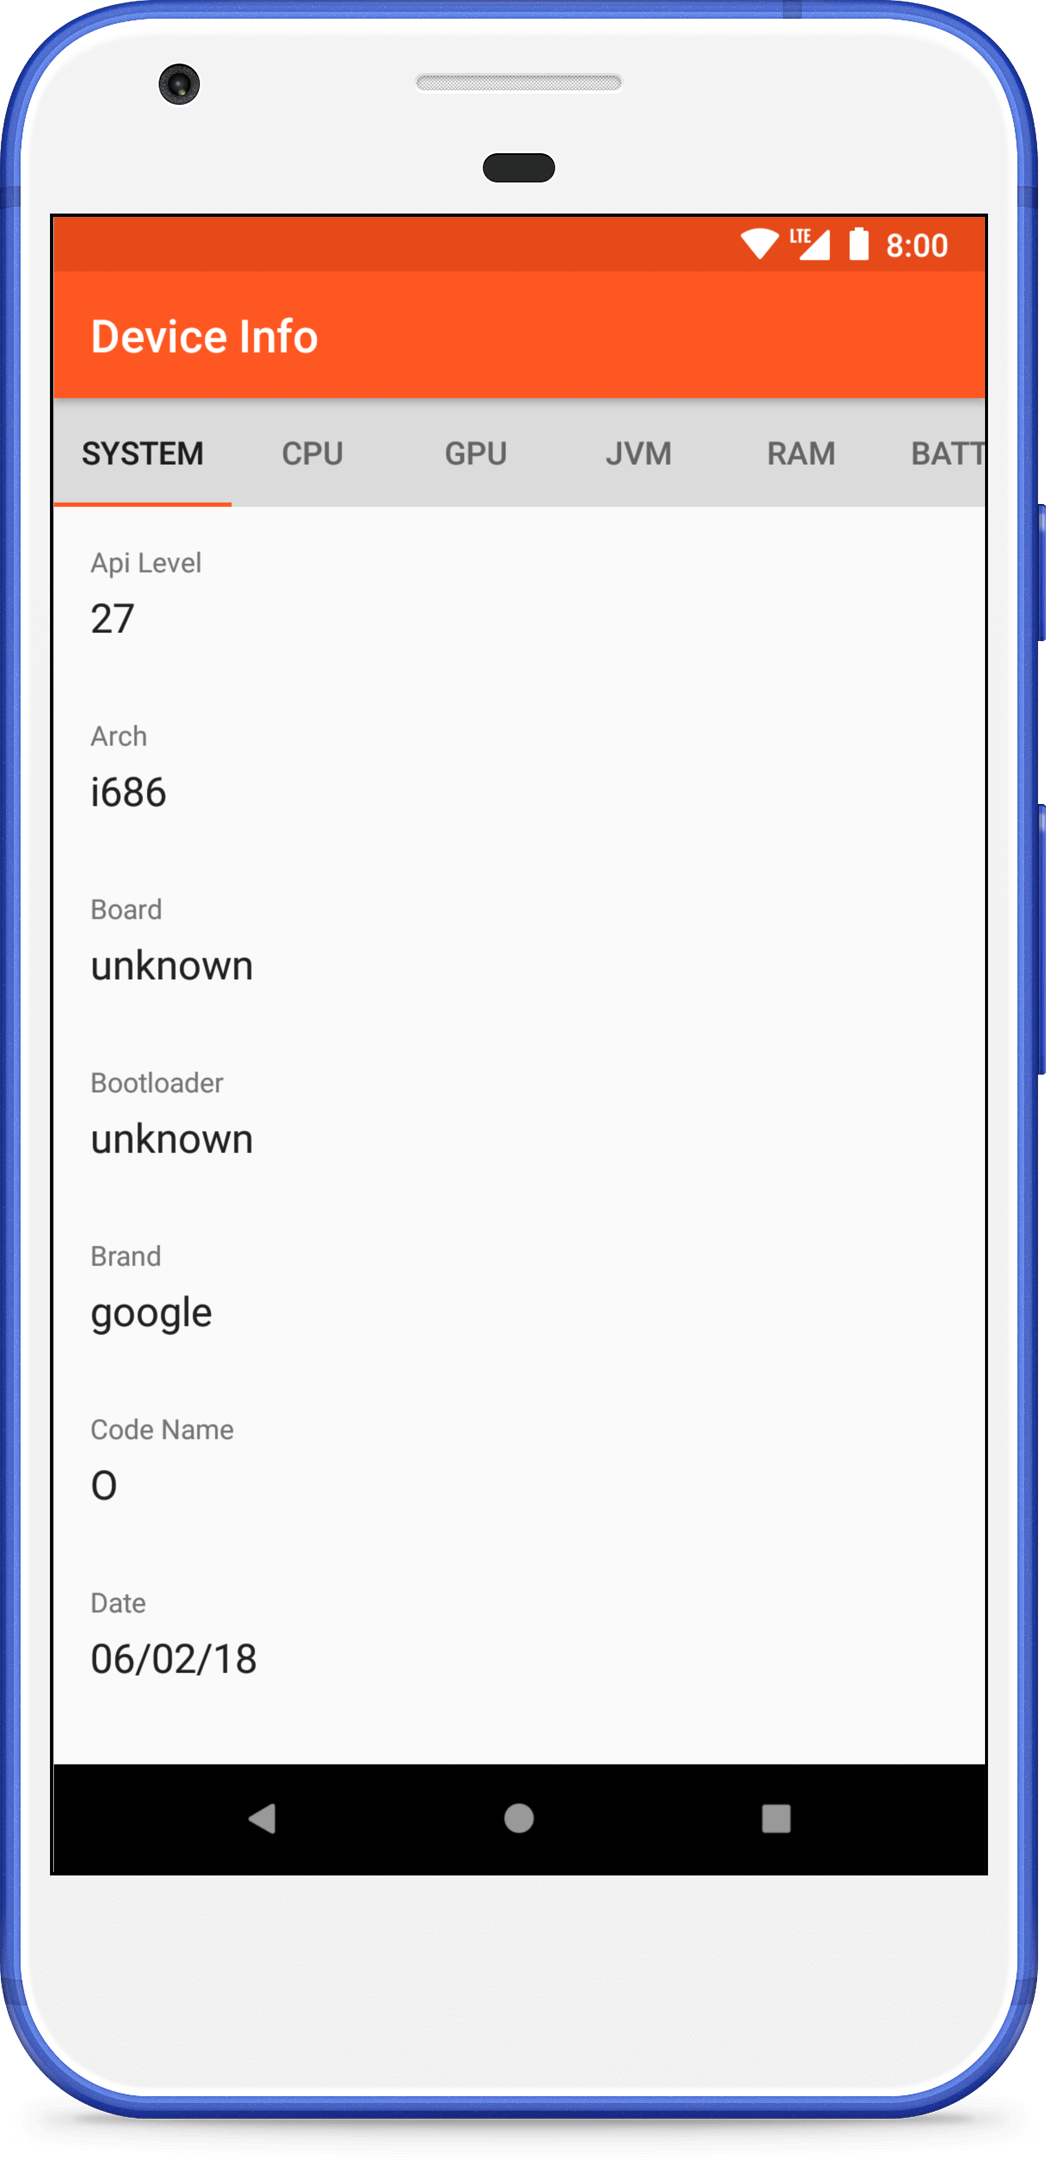 LTE 8:00
Device Info
SYSTEM CPU GPU JVM RAM BATT
Api Level
27
Arch
i686
Board
unknown
Bootloader
unknown
Brand
google
Code Name
O
Date
06/02/18